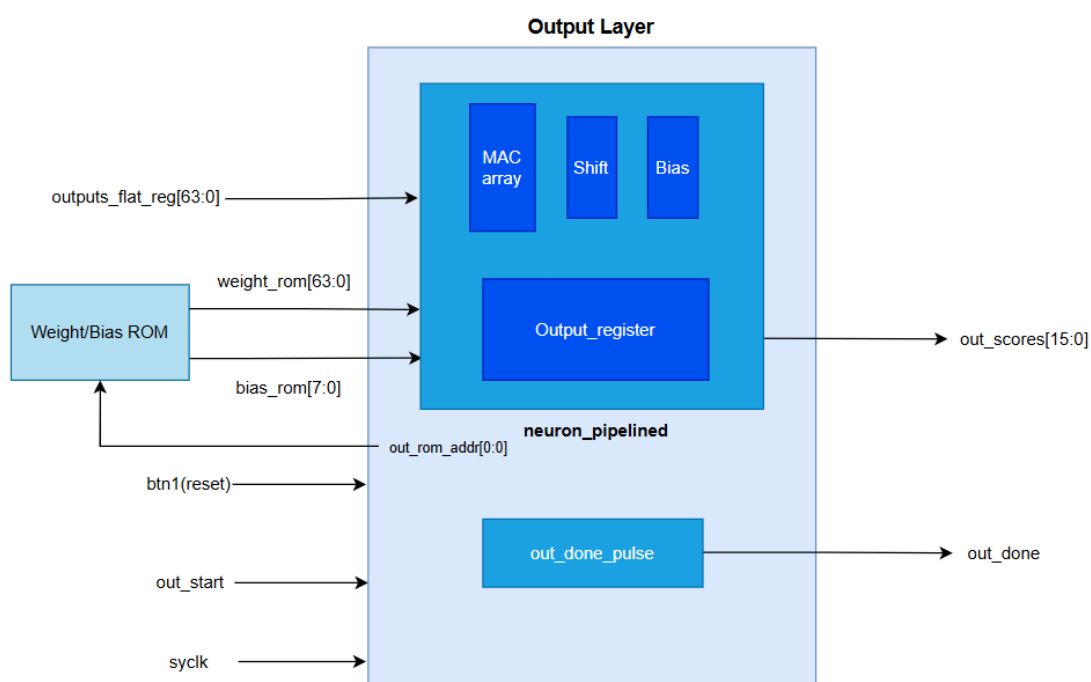 Output Layer
MAC
array
Shift
Bias
outputs_flat_reg[63:0]
weight_rom[63:0]
Weight/Bias ROM
Output_register
out_scores[15:0]
bias_rom[7:0]
neuron_pipelined
out_rom_addr[0:0]
btn1(reset)
out_done_pulse
out_done
out_start
syclk